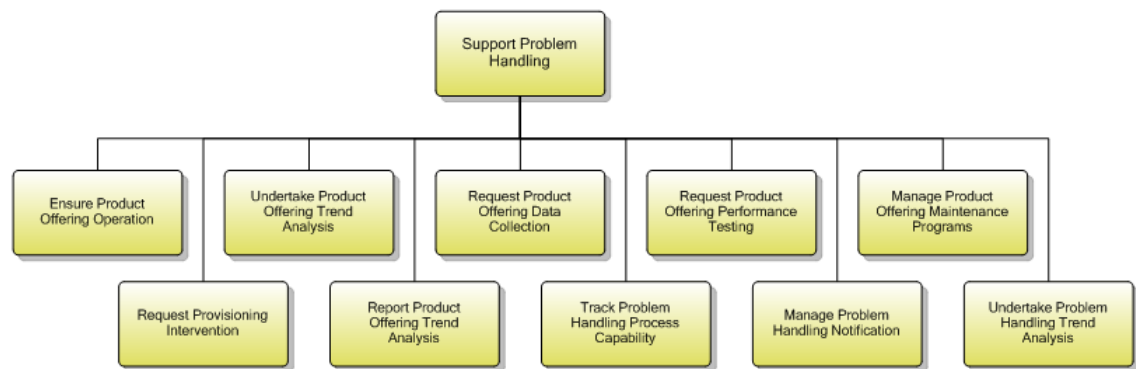 Support Problem
Handling
Ensure Product
Offering Operation
Undertake Product
Offering Trend
Analysis
Request Product
Offering Data
Collection
Request Product
Offering Performance
Testing
Manage Product
Offering Maintenance
Programs
Request Provisioning
Intervention
Report Product
Offering Trend
Analysis
Track Problem
Handling Process
Capability
Manage Problem
Handling Notification
Undertake Problem
Handling Trend
Analysis